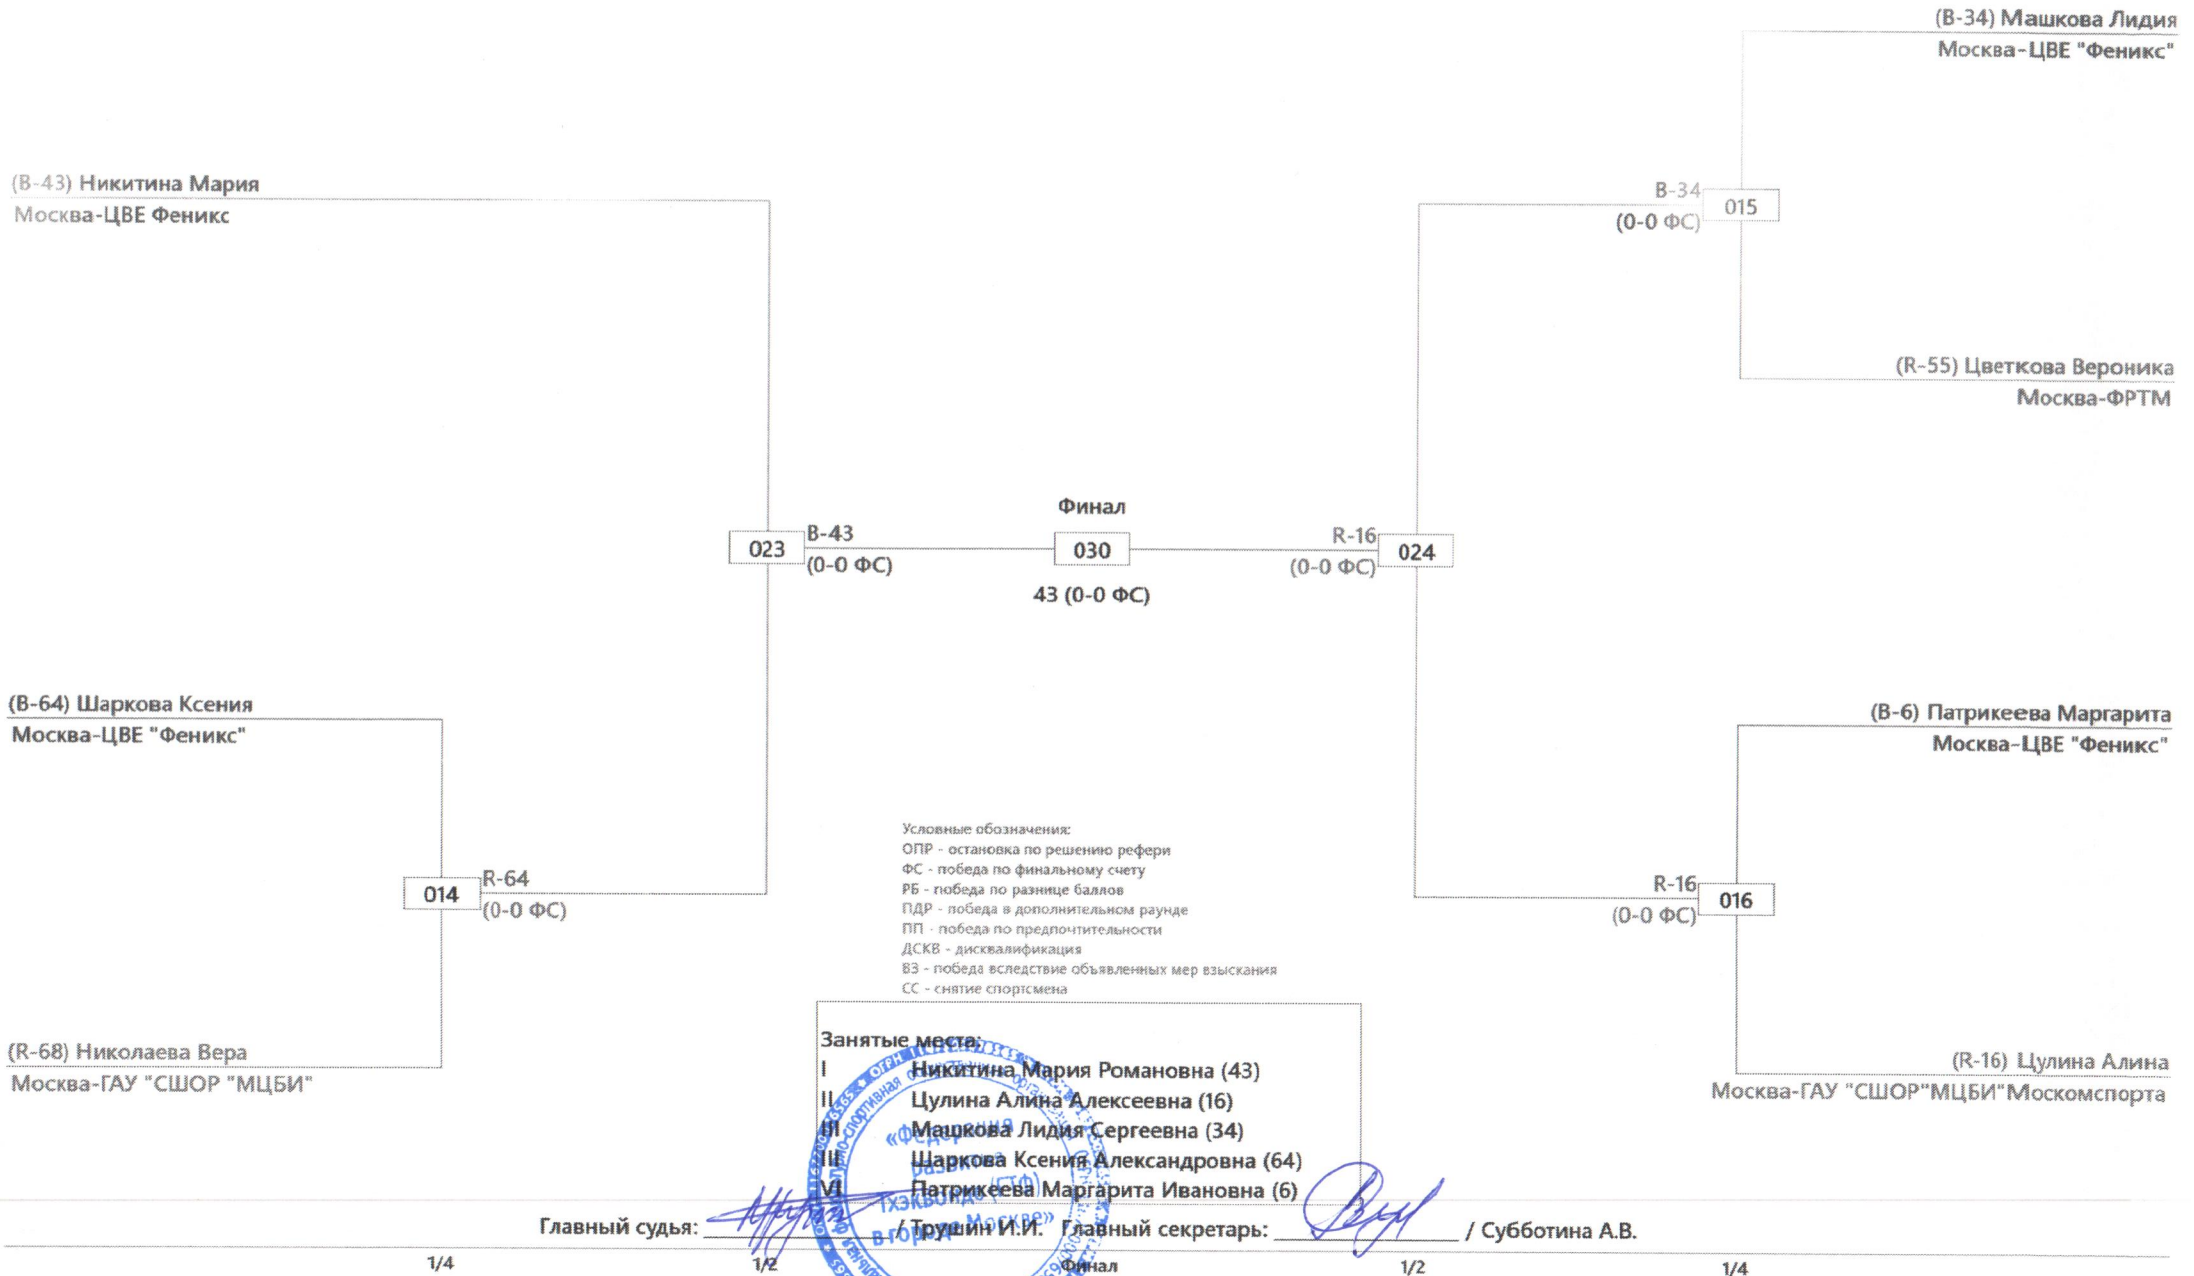 (B-34) Машкова Лидия
Москва-ЦВЕ "Феникс"
(B-43) Никитина Мария
Москва-ЦВЕ Феникс
B-34
(0-0 ФС)
015
(R-55) Цветкова Вероника
Москва-ФРТМ
Финал
023
B-43
(0-0 ФС)
030
43 (0-0 ФС)
R-16
(0-0 ФС)
024
(B-64) Шаркова Ксения
Москва-ЦВЕ "Феникс"
(B-6) Патрикеева Маргарита
Москва-ЦВЕ "Феникс"
014
R-64
(0-0 ФС)
R-16
(0-0 ФС)
016
Условные обозначения:
ОПР - остановка по решению рефери
ФС - победа по финальному счету
РБ - победа по разнице баллов
ПДР - победа в дополнительном раунде
ПП - победа по предпочтительности
ДСКВ - дисквалификация
ВЗ - победа вследствие объявленных мер взыскания
СС - снятие спортсмена
(R-68) Николаева Вера
Москва-ГАУ "СШОР "МЦБИ"
(R-16) Цулина Алина
Москва-ГАУ "СШОР"МЦБИ"Москомспорта
Занятые места:
I Никитина Мария Романовна (43)
II Цулина Алина Алексеевна (16)
III Машкова Лидия Сергеевна (34)
III Шаркова Ксения Александровна (64)
VI Патрикеева Маргарита Ивановна (6)
«Федерация
развития
тхэквондо (ГТФ)
в городе Москве»
Главный судья: / Трушин И.И. Главный секретарь: / Субботина А.В.
1/4 1/2 Финал 1/2 1/4